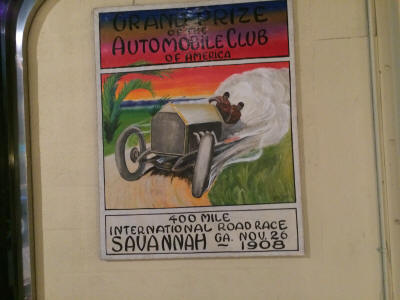 GRAND PRIZE
OF THE
AUTOMOBILE CLUB
OF AMERICA
400 MILE
INTERNATIONAL ROAD RACE
SAVANNAH GA. NOV. 26
1908